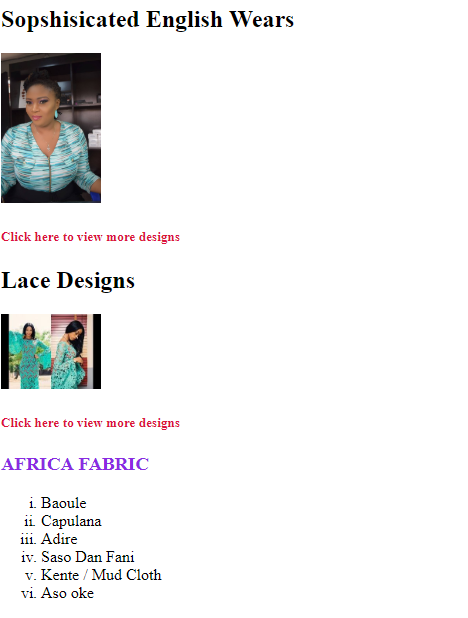 Sopshisicated English Wears
Click here to view more designs
Lace Designs
Click here to view more designs
AFRICA FABRIC
i. Baoule
ii. Capulana
iii. Adire
iv. Saso Dan Fani
v. Kente / Mud Cloth
vi. Aso oke